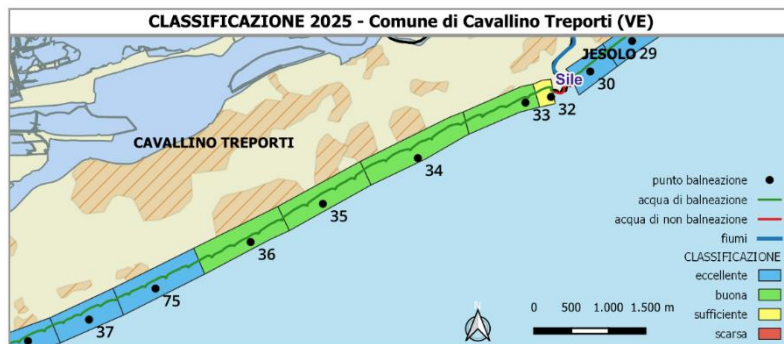 CLASSIFICAZIONE 2025 - Comune di Cavallino Treporti (VE)
29
JESOLO
Sile
30
33
32
CAVALLINO TREPORTI
34
punto balneazione
acqua di balneazione
35
acqua di non balneazione
fiumi
36
CLASSIFICAZIONE
eccellente
75
N
0 500 1.000 1.500 m
buona
37
sufficiente
scarsa